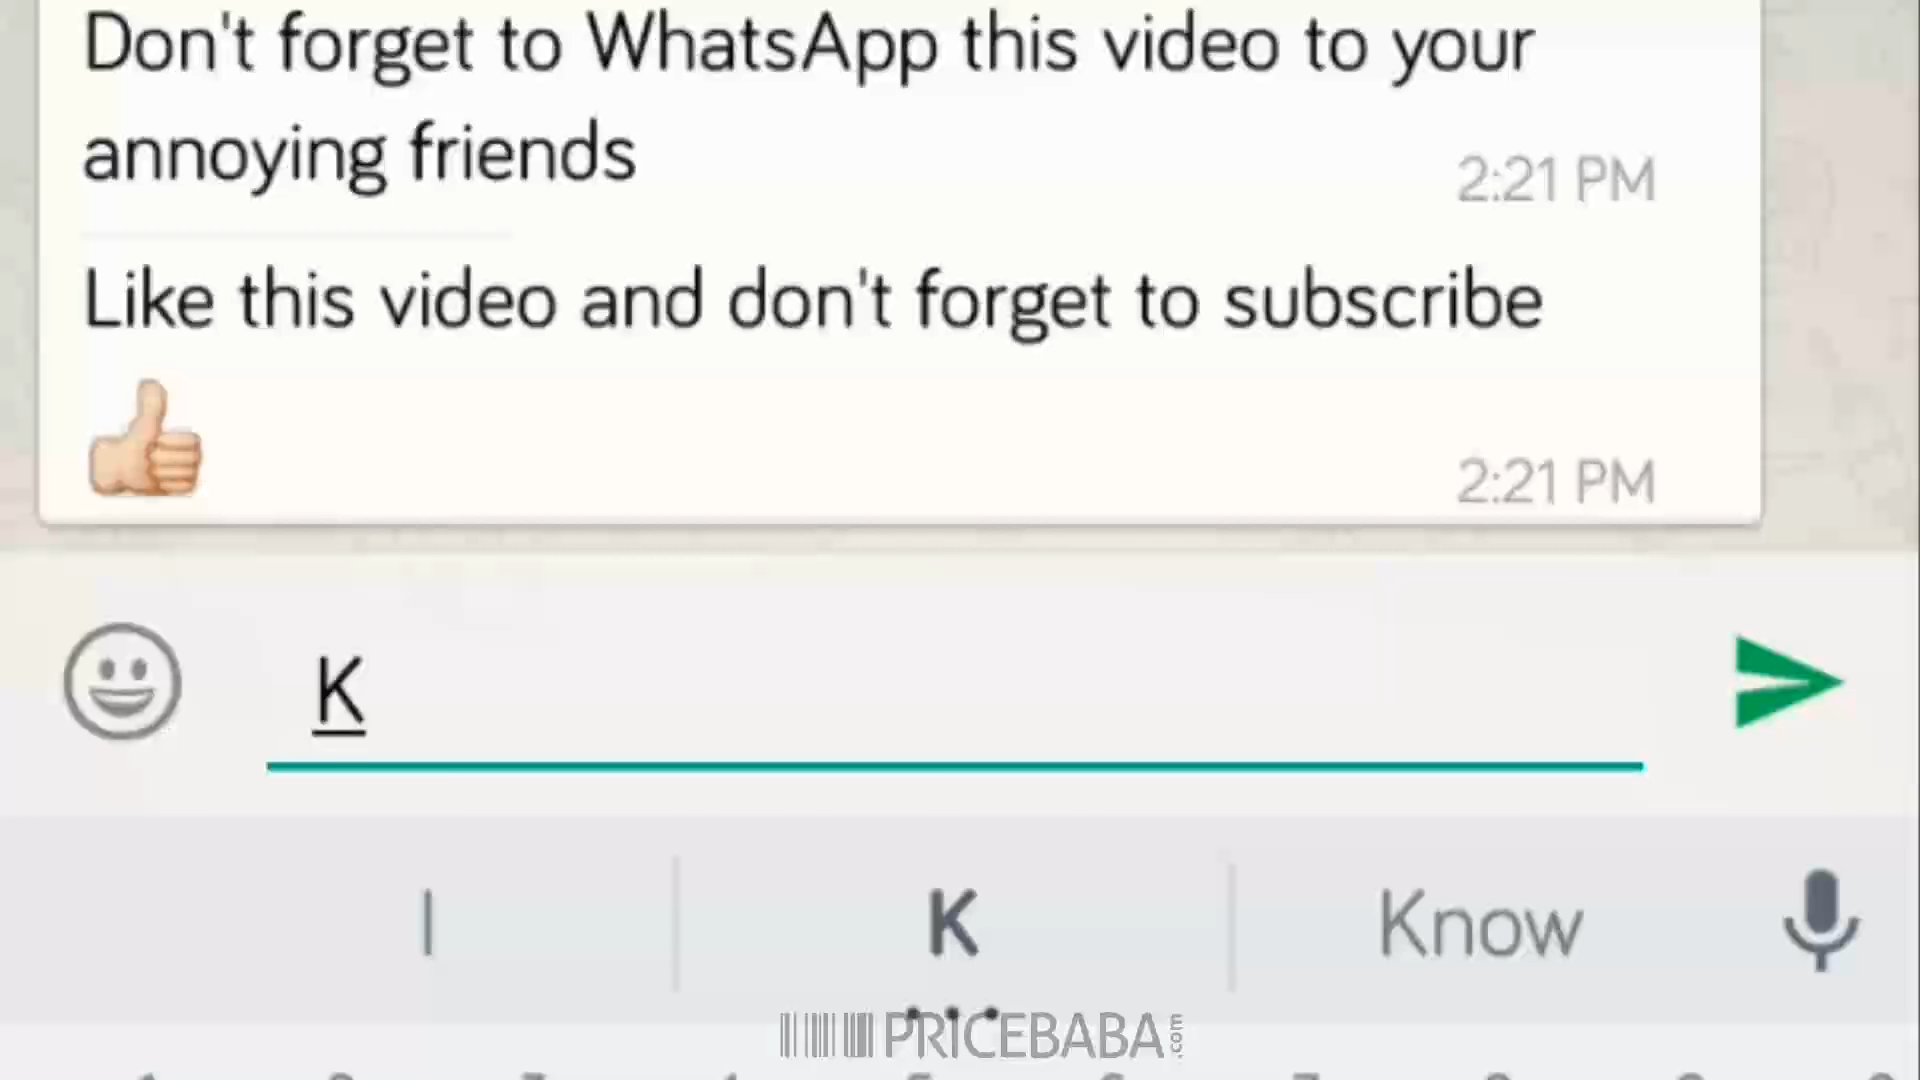 Don't forget to WhatsApp this video to your
annoying friends
2:21 PM
Like this video and don't forget to subscribe
👍🏼
2:21 PM
K
I K Know
PRICEBABA.com